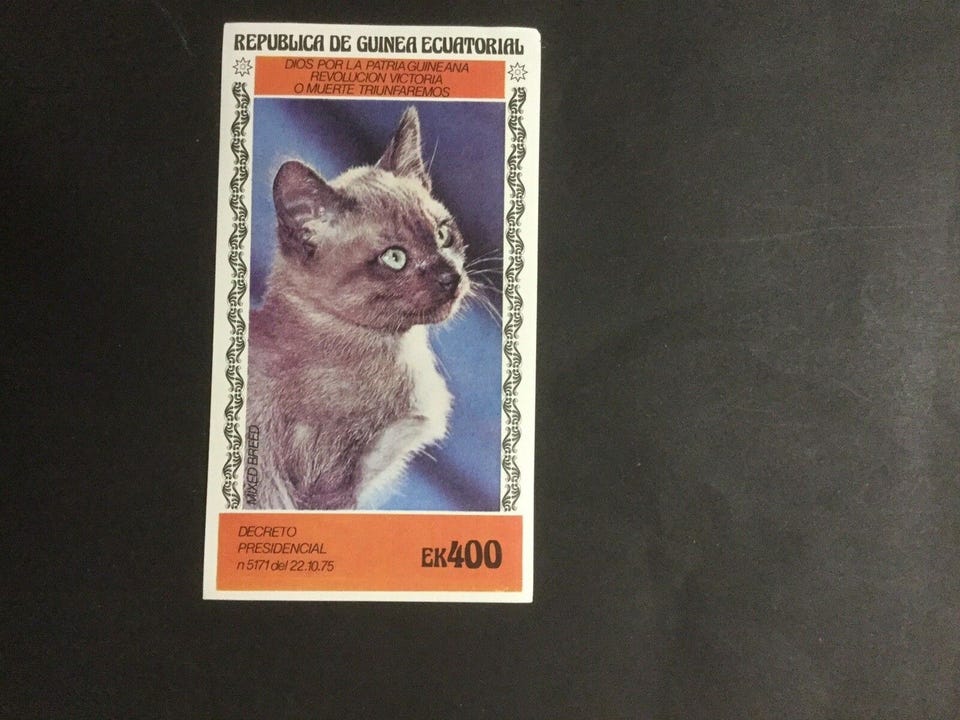 REPUBLICA DE GUINEA ECUATORIAL
DIOS POR LA PATRIA GUINEANA
REVOLUCION VICTORIA
O MUERTE TRIUNFAREMOS
MIXED BREED
DECRETO
PRESIDENCIAL
n 5171 del 22.10.75
EK400